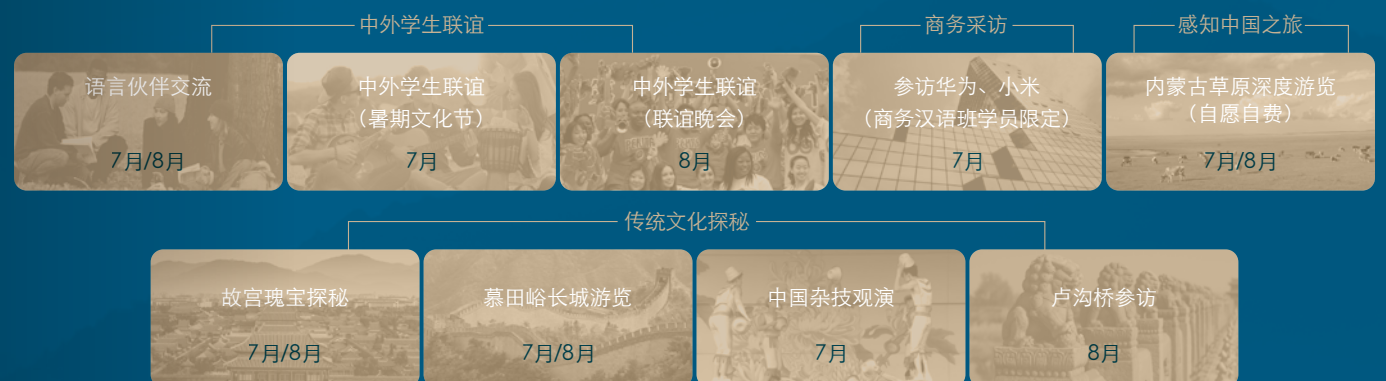 中外学生联谊
商务采访
感知中国之旅
语言伙伴交流
7月/8月
中外学生联谊
（暑期文化节）
7月
中外学生联谊
（联谊晚会）
8月
参访华为、小米
（商务汉语班学员限定）
7月
内蒙古草原深度游览
（自愿自费）
7月/8月
传统文化探秘
故宫瑰宝探秘
7月/8月
慕田峪长城游览
7月/8月
中国杂技观演
7月
卢沟桥参访
8月